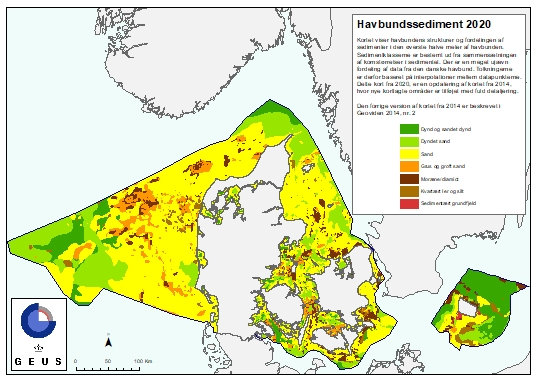 Havbundssediment 2020
Kortet viser havbundens struklurer og fordelingen af
sedimenter i den øverste halve meter af havbunden.
Sedimentklasserne er bestemt ud fra sammensætningen
af kornstørrelser i sedimentet. Der er en meget ujævn
fordeling af data fra den danske havbund. Tolkningerne
er derfor baseret på interpolationer mellem datapunkterne.
Dette kort fra 2020, er en opdatering af kortet fra 2014,
hvor nye kortlagte områder er tilføjet med fuld detaljering.
Den forrige version af kortet fra 2014 er beskrevet i
Geoviden 2014, nr. 2
Dynd og sandet dynd
Dyndet sand
Sand
Grus og groft sand
Moræne/diamict
Kvartært ler og silt
Sedimentært grundfjeld
GEUS
0 50 100 Km